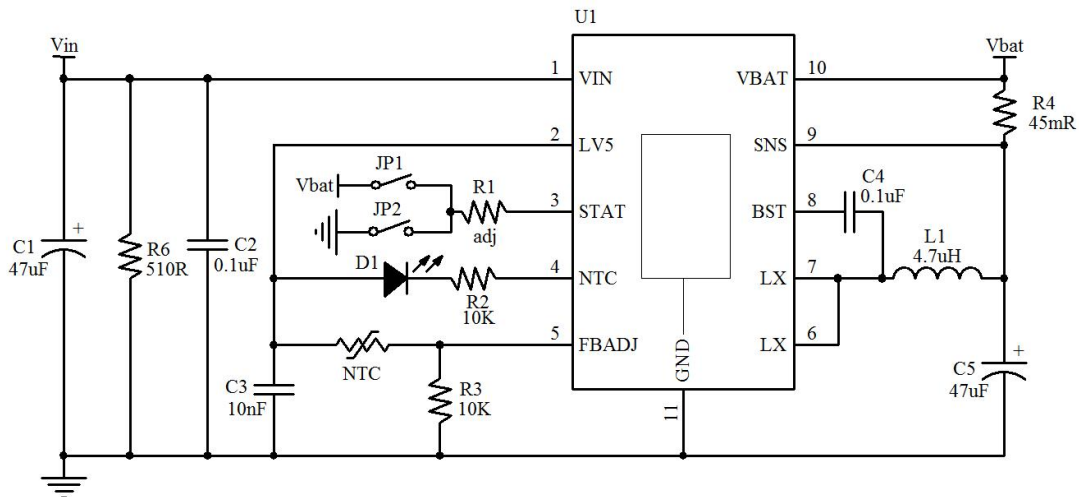 U1
Vin
Vbat
1
VIN
VBAT
10
R4
45mR
2
LV5
SNS
9
JP1
Vbat
R1
adj
3
STAT
JP2
C4
0.1uF
BST
8
C1
+
47uF
R6
510R
C2
0.1uF
D1
R2
10K
4
NTC
LX
7
L1
4.7uH
5
FBADJ
LX
6
NTC
C3
10nF
R3
10K
GND
11
C5
+
47uF